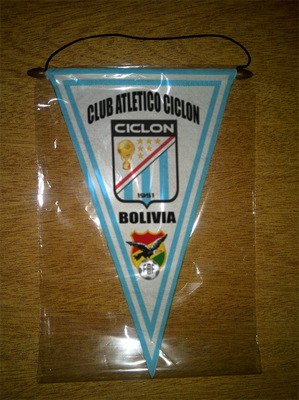 CLUB ATLETICO CICLON
CICLON
1951
BOLIVIA